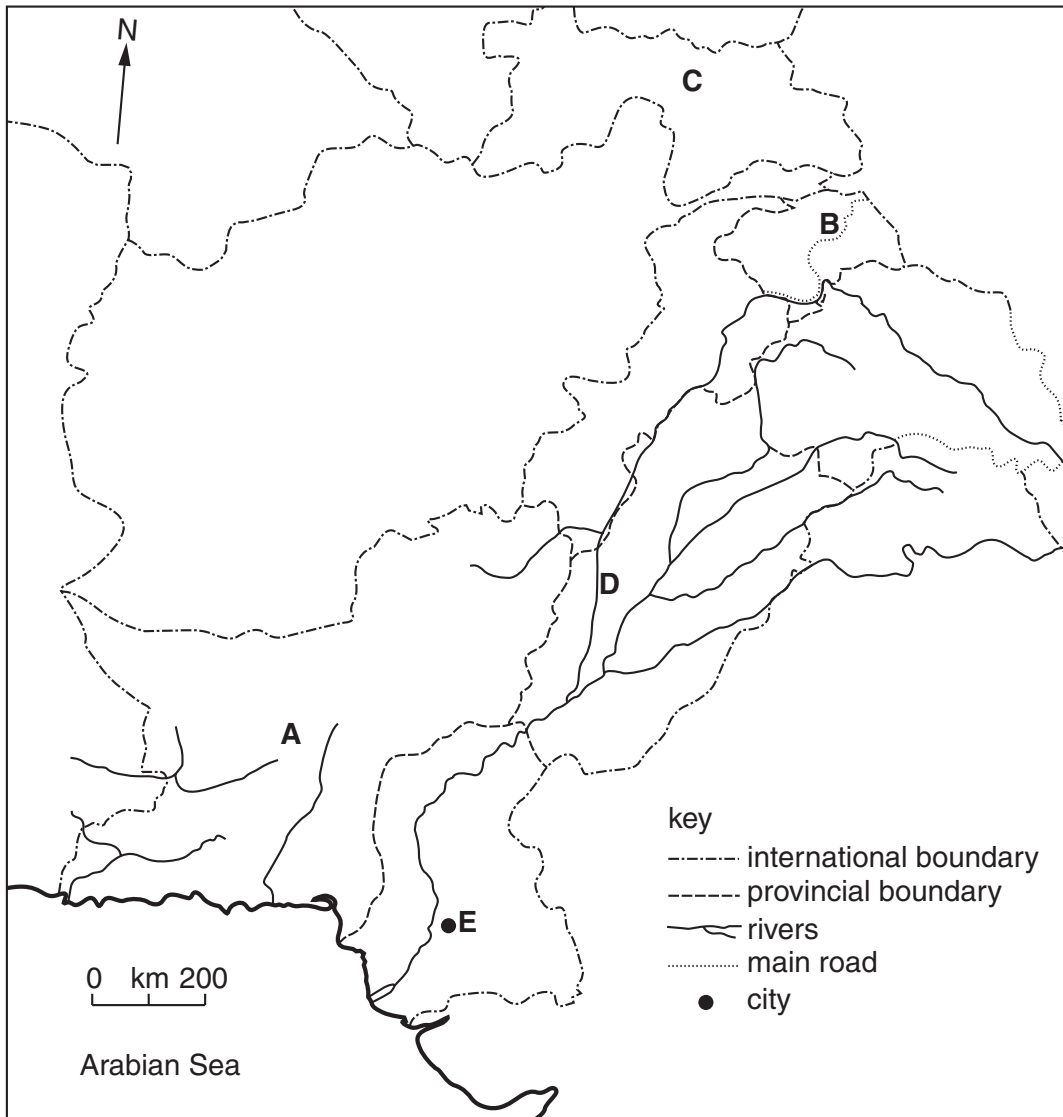 N
C
B
D
A
E
key
international boundary
provincial boundary
rivers
main road
city
0 km 200
Arabian Sea